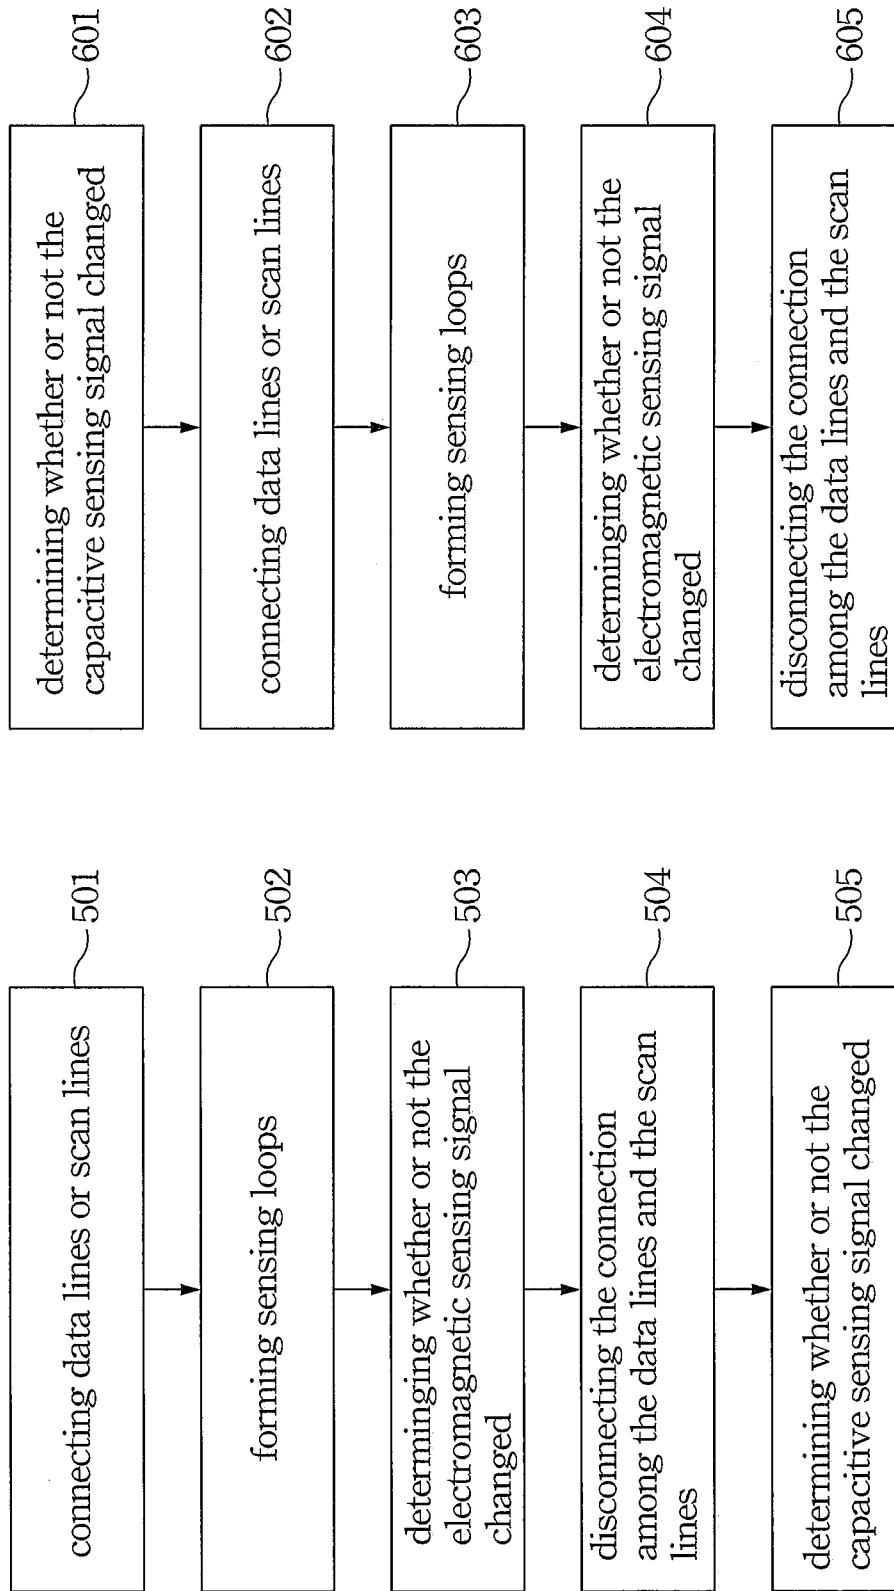 connecting data lines or scan lines
501
forming sensing loops
502
determinging whether or not the
electromagnetic sensing signal
changed
503
disconnecting the connection
among the data lines and the scan
lines
504
determining whether or not the
capacitive sensing signal changed
505
determining whether or not the
capacitive sensing signal changed
601
connecting data lines or scan lines
602
forming sensing loops
603
determinging whether or not the
electromagnetic sensing signal
changed
604
disconnecting the connection
among the data lines and the scan
lines
605